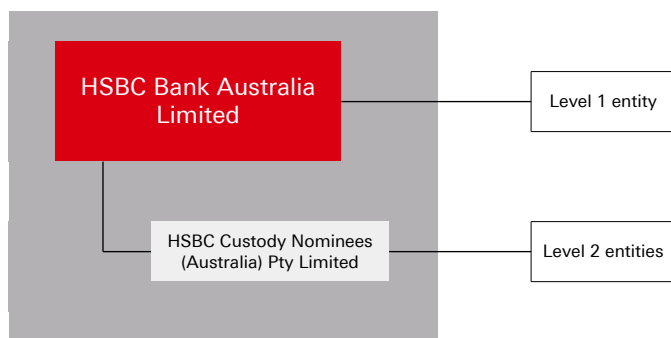 HSBC Bank Australia
Limited
Level 1 entity
HSBC Custody Nominees
(Australia) Pty Limited
Level 2 entities